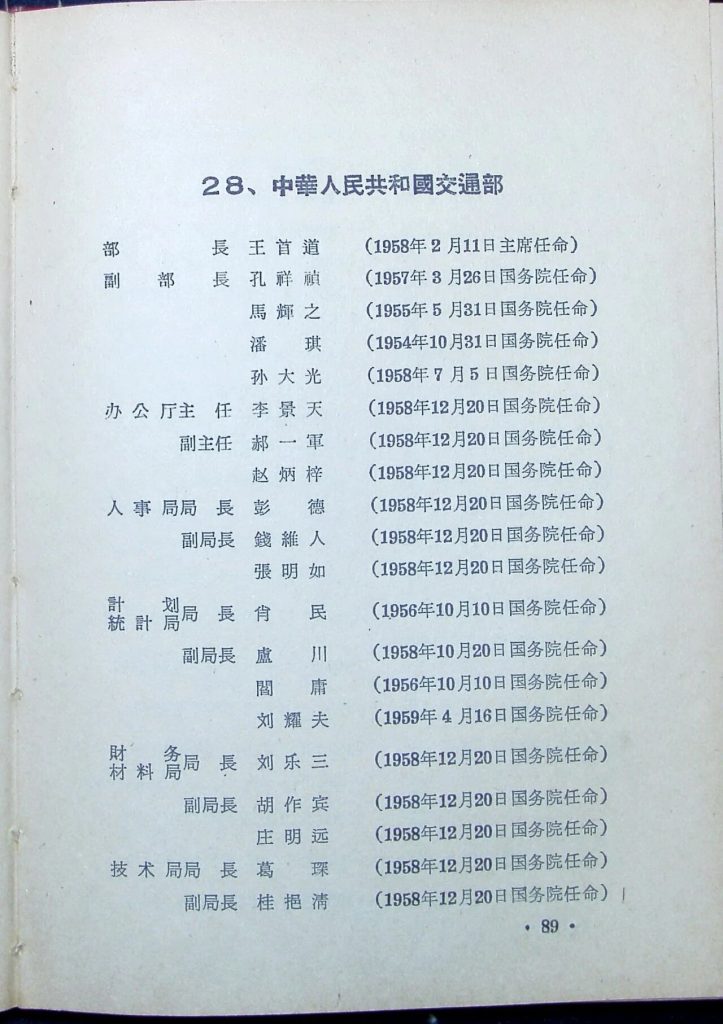 28、中華人民共和國交通部
部長 王首道 (1958年2月11日主席任命)
副部長 孔祥禎 (1957年3月26日国务院任命)
馬輝之 (1955年5月31日国务院任命)
潘琪 (1954年10月31日国务院任命)
孙大光 (1958年7月5日国务院任命)
办公厅主任 李景天 (1958年12月20日国务院任命)
副主任 郝一軍 (1958年12月20日国务院任命)
赵炳梓 (1958年12月20日国务院任命)
人事局局長 彭德 (1958年12月20日国务院任命)
副局長 錢維人 (1958年12月20日国务院任命)
張明如 (1958年12月20日国务院任命)
計划統計局局長 肖民 (1956年10月10日国务院任命)
副局長 盧川 (1958年10月20日国务院任命)
閻庸 (1956年10月10日国务院任命)
刘耀夫 (1959年4月16日国务院任命)
財务材料局局長 刘乐三 (1958年12月20日国务院任命)
副局長 胡作宾 (1958年12月20日国务院任命)
庄明远 (1958年12月20日国务院任命)
技术局局長 葛琛 (1958年12月20日国务院任命)
副局長 桂挹清 (1958年12月20日国务院任命)
·89·